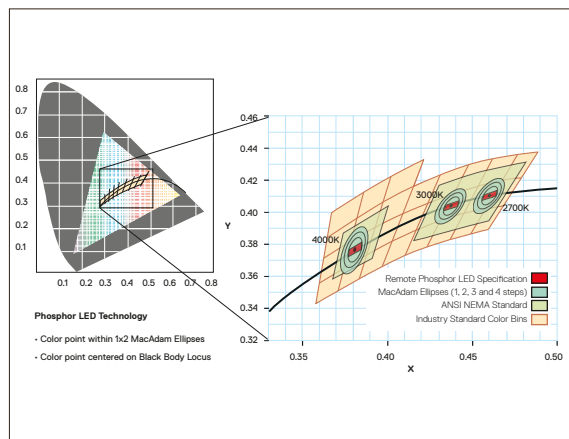 0.8
0.7
0.6
0.5
0.4
0.3
0.2
0.1
0.1 0.2 0.3 0.4 0.5 0.6 0.7 0.8
Y
0.46
0.44
0.42
0.40
0.38
0.36
0.34
0.32
0.35 0.40 0.45 0.50
X
4000K
3000K
2700K
Remote Phosphor LED Specification
MacAdam Ellipses (1, 2, 3 and 4 steps)
ANSI NEMA Standard
Industry Standard Color Bins
Phosphor LED Technology
- Color point within 1x2 MacAdam Ellipses
- Color point centered on Black Body Locus